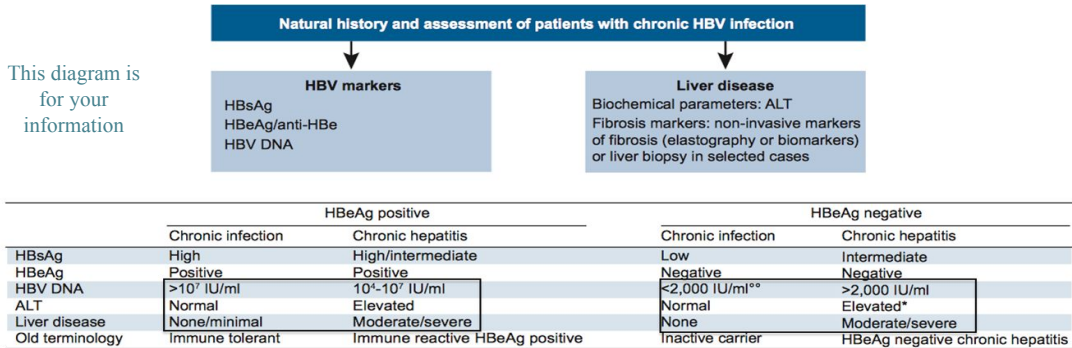 Natural history and assessment of patients with chronic HBV infection
This diagram is
for your
information
HBV markers
HBsAg
HBeAg/anti-HBe
HBV DNA
Liver disease
Biochemical parameters: ALT
Fibrosis markers: non-invasive markers
of fibrosis (elastography or biomarkers)
or liver biopsy in selected cases
HBeAg positive HBeAg negative
Chronic infection Chronic hepatitis Chronic infection Chronic hepatitis
HBsAg High High/intermediate Low Intermediate
HBeAg Positive Positive Negative Negative
HBV DNA >10⁷ IU/ml 10⁴-10⁷ IU/ml <2,000 IU/ml°° >2,000 IU/ml
ALT Normal Elevated Normal Elevated*
Liver disease None/minimal Moderate/severe None Moderate/severe
Old terminology Immune tolerant Immune reactive HBeAg positive Inactive carrier HBeAg negative chronic hepatitis